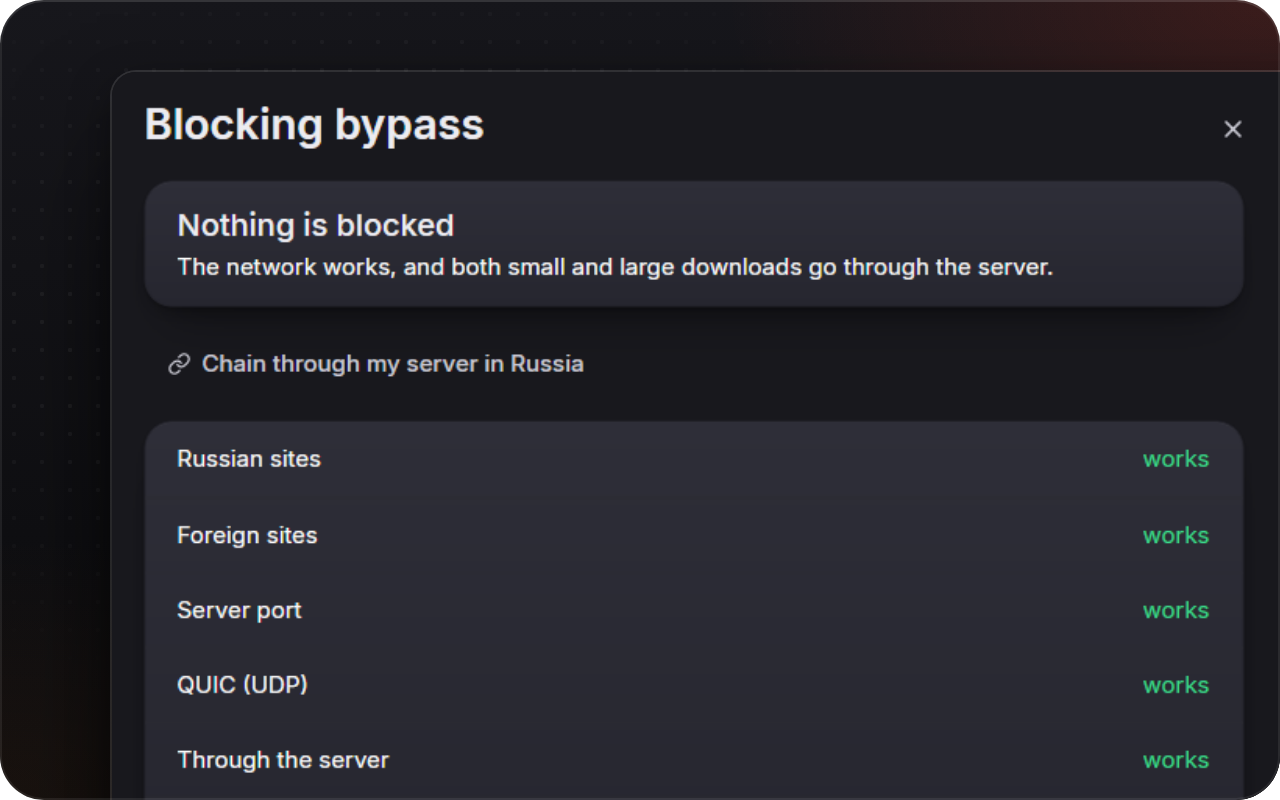 Blocking bypass
Nothing is blocked
The network works, and both small and large downloads go through the server.
Chain through my server in Russia
Russian sites works
Foreign sites works
Server port works
QUIC (UDP) works
Through the server works